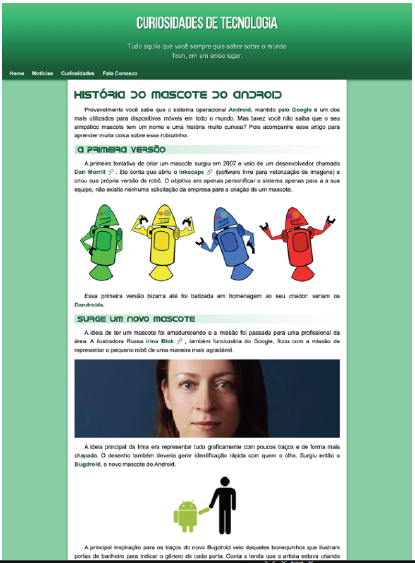 CURIOSIDADES DE TECNOLOGIA
Tudo aquilo que você sempre quis saber sobre o mundo
Tech, em um único lugar.
Home Notícias Curiosidades Fale Conosco
HISTÓRIA DO MASCOTE DO ANDROID
Provavelmente você sabe que o sistema operacional Android, mantido pelo Google é um dos
mais utilizados para dispositivos móveis em todo o mundo. Mas tavez você não saiba que o seu
simpático mascote tem um nome e uma história muito curiosa? Pois acompanhe esse artigo para
aprender muita coisa sobre esse robozinho.
A PRIMEIRA VERSÃO
A primeira tentativa de criar um mascote surgiu em 2007 e veio de um desenvolvedor chamado
Dan Morrill , . Ele conta que abriu o Inkscape (software livre para vetorização de imagens) e
criou sua própria versão de robô. O objetivo era apenas personificar o sistema apenas para a a sua
equipe, não existia nenhuma solicitação da empresa para a criação de um mascote.
Essa primeira versão bizarra até foi batizada em homenagem ao seu criador: seriam os
Dandroids.
SURGE UM NOVO MASCOTE
A ideia de ter um mascote foi amadurecendo e a missão foi passada para uma profissional da
área. A ilustradora Russa Irina Blok , também funcionária do Google, ficou com a missão de
representar o pequeno robô de uma maneira mais agradável.
A ideia principal da Irina era representar tudo graficamente com poucos traços e de forma mais
chapada. O desenho também deveria gerar identificação rápida com quem o olha. Surgiu então o
Bugdroid, o novo mascote do Android.
A principal inspiração para os traços do novo Bugdroid veio daqueles bonequinhos que ilustram
portas de banheiro para indicar o gênero de cada porta. Conta a lenda que a artista estava criando